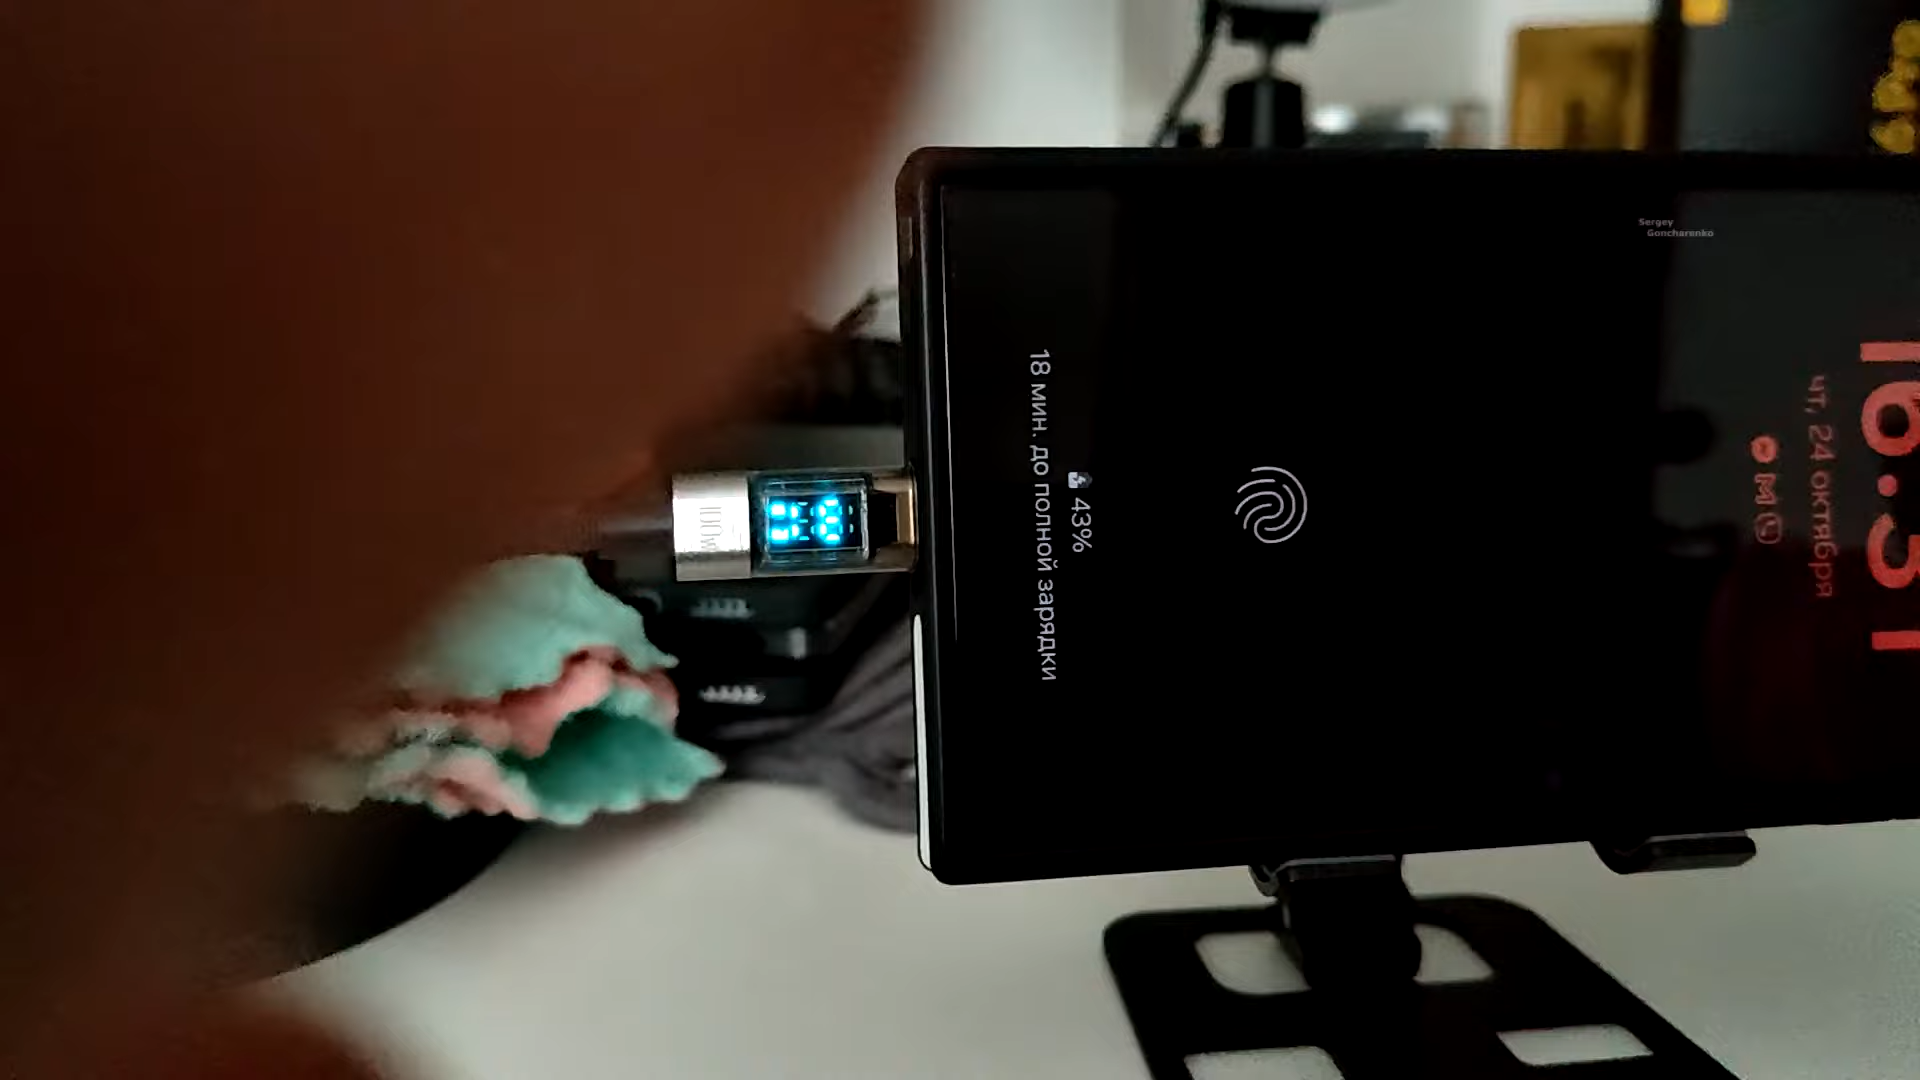 16:31
чт, 24 октября
43%
18 мин. до полной зарядки
Sergey
Goncharenko